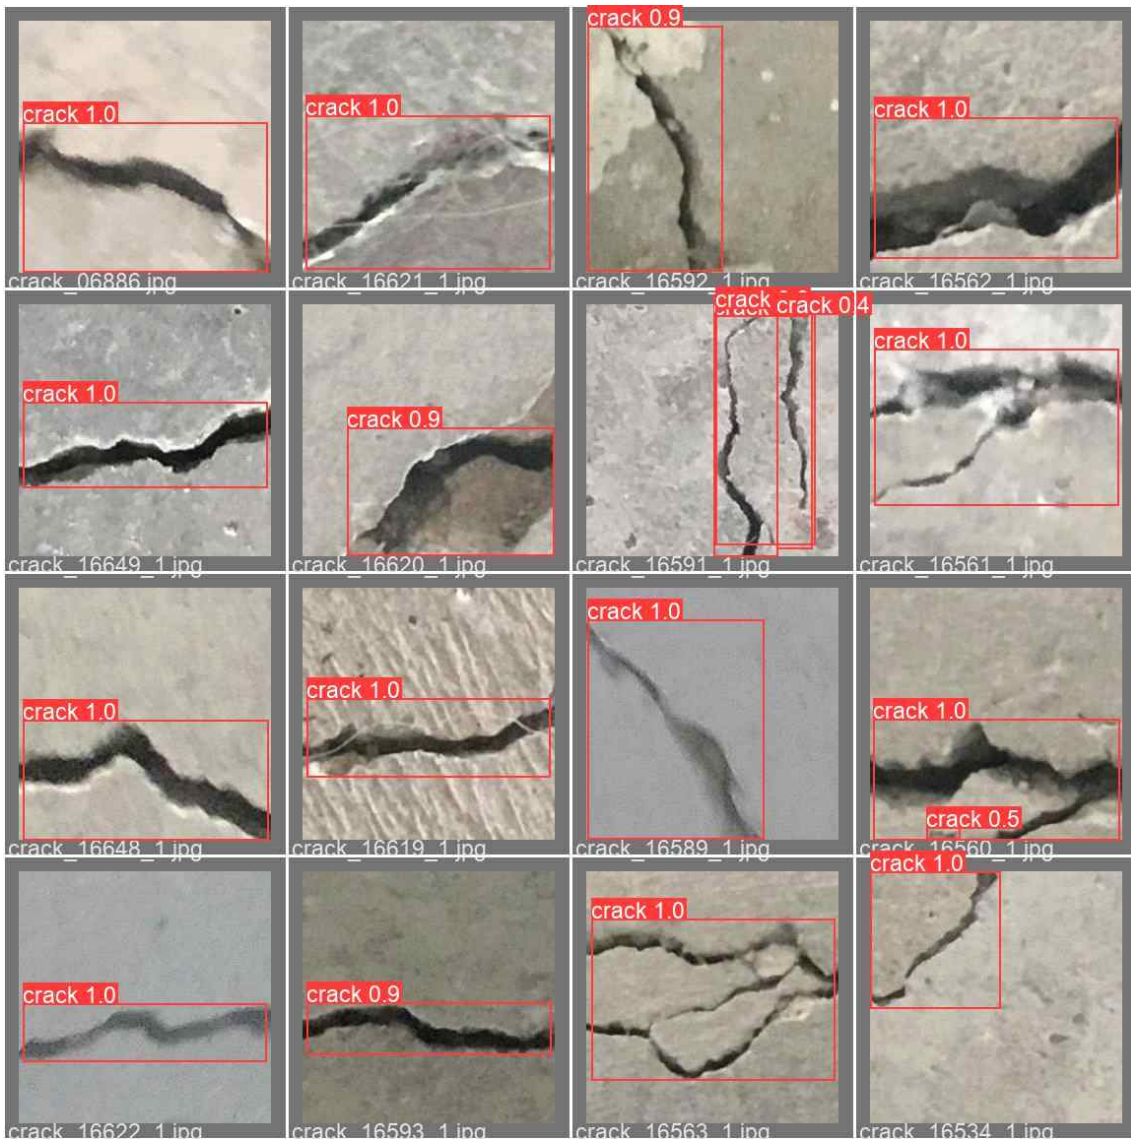 crack 1.0
crack_06886.jpg
crack 1.0
crack_16621_1.jpg
crack 0.9
crack_16592_1.jpg
crack 1.0
crack_16562_1.jpg
crack 1.0
crack_16649_1.jpg
crack 0.9
crack_16620_1.jpg
crack
crack 0.4
crack_16591_1.jpg
crack 1.0
crack_16561_1.jpg
crack 1.0
crack_16648_1.jpg
crack 1.0
crack_16619_1.jpg
crack 1.0
crack_16589_1.jpg
crack 1.0
crack 0.5
crack_16560_1.jpg
crack 1.0
crack_16622_1.jpg
crack 0.9
crack_16593_1.jpg
crack 1.0
crack_16563_1.jpg
crack 1.0
crack_16534_1.jpg